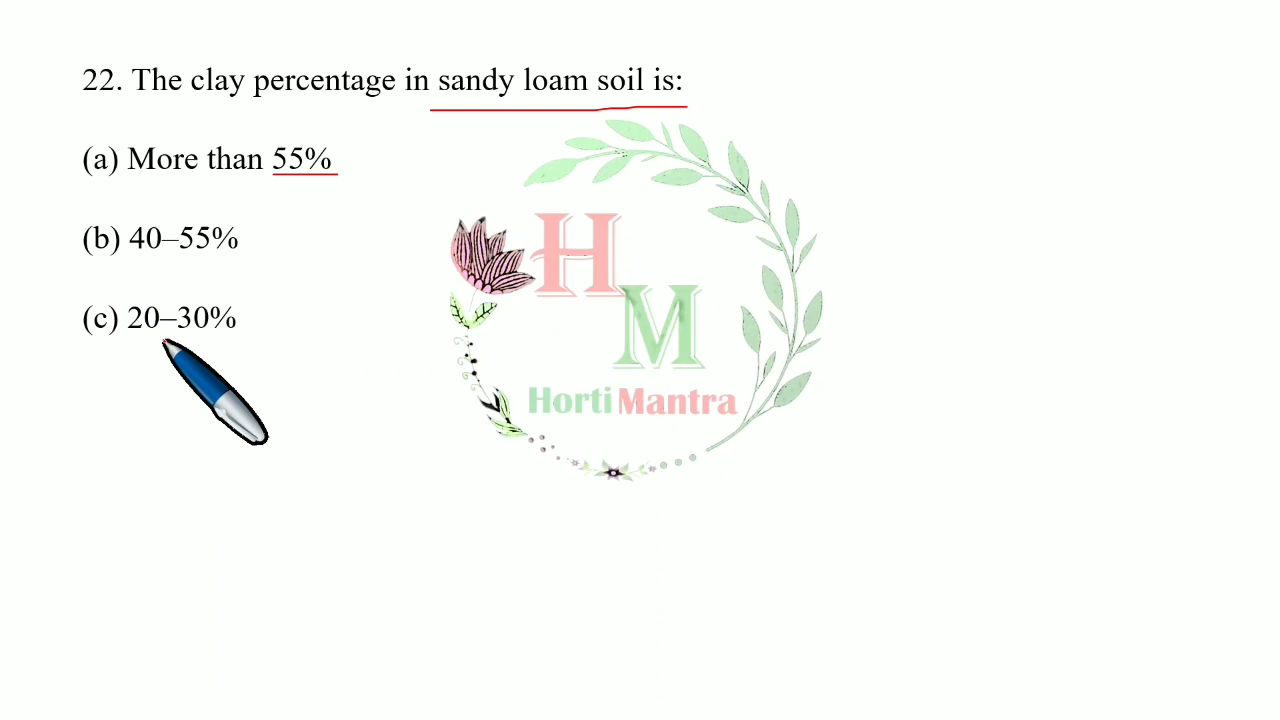 22. The clay percentage in sandy loam soil is:
(a) More than 55%
(b) 40–55%
(c) 20–30%
H
M
HortiMantra